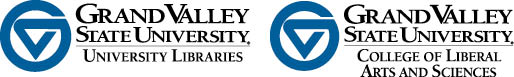 GRAND VALLEY
STATE UNIVERSITY®
UNIVERSITY LIBRARIES
GRAND VALLEY
STATE UNIVERSITY®
COLLEGE OF LIBERAL
ARTS AND SCIENCES